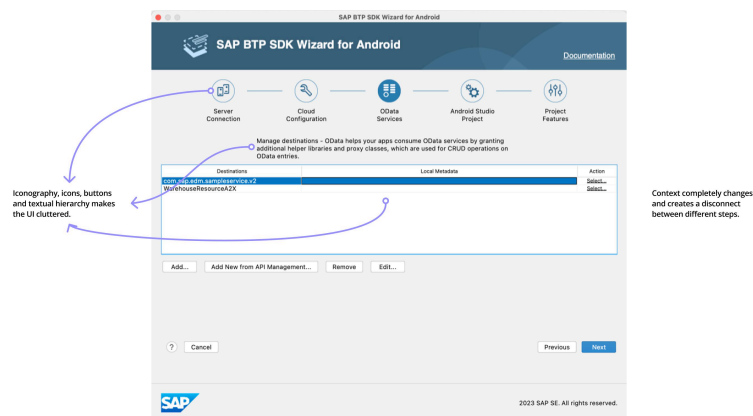 SAP BTP SDK Wizard for Android
SAP BTP SDK Wizard for Android
Documentation
Server
Connection
Cloud
Configuration
OData
Services
Android Studio
Project
Project
Features
Manage destinations - OData helps your apps consume OData services by granting
additional helper libraries and proxy classes, which are used for CRUD operations on
OData entries.
Destinations
Local Metadata
Action
com.sap.edm.sampleservice.v2
Select...
WarehouseResourceA2X
Select...
Iconography, icons, buttons
and textual hierarchy makes
the UI cluttered.
Context completely changes
and creates a disconnect
between different steps.
Add...
Add New from API Management...
Remove
Edit...
?
Cancel
Previous
Next
SAP
2023 SAP SE. All rights reserved.